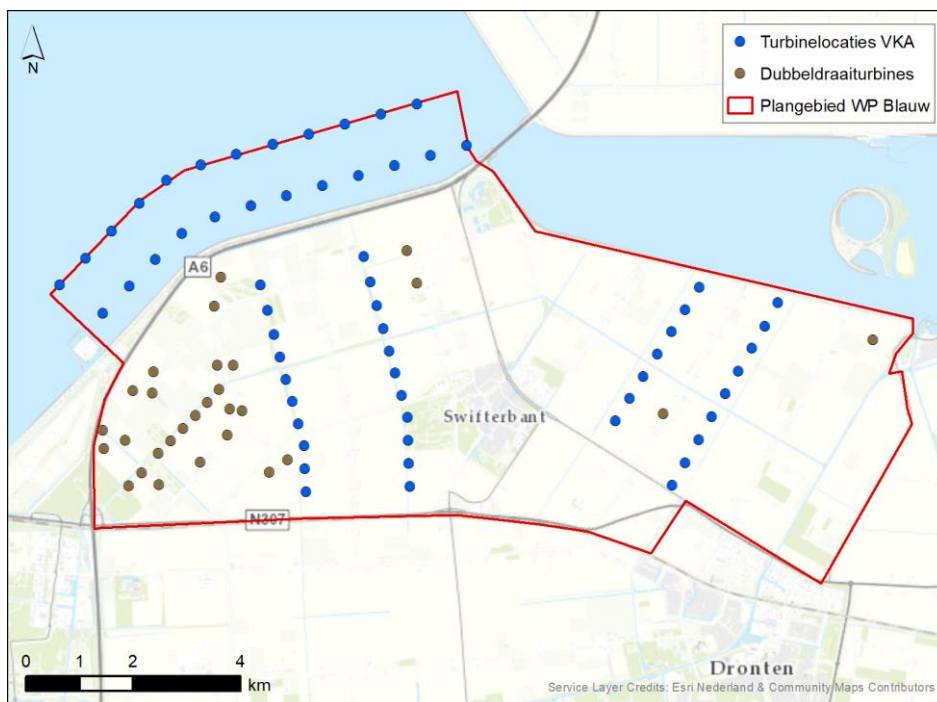 N
Turbinelocaties VKA
Dubbeldraaiturbines
Plangebied WP Blauw
A6
Swifterbant
N307
Dronten
0 1 2 4
km
Service Layer Credits: Esri Nederland & Community Maps Contributors